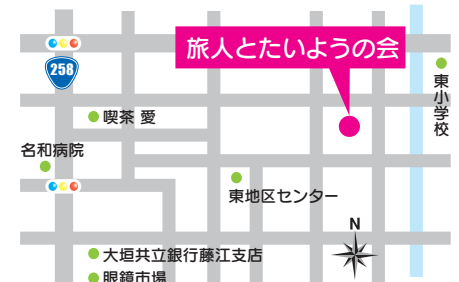 旅人とたいようの会
258
東小学校
喫茶 愛
名和病院
東地区センター
N
大垣共立銀行藤江支店
眼鏡市場